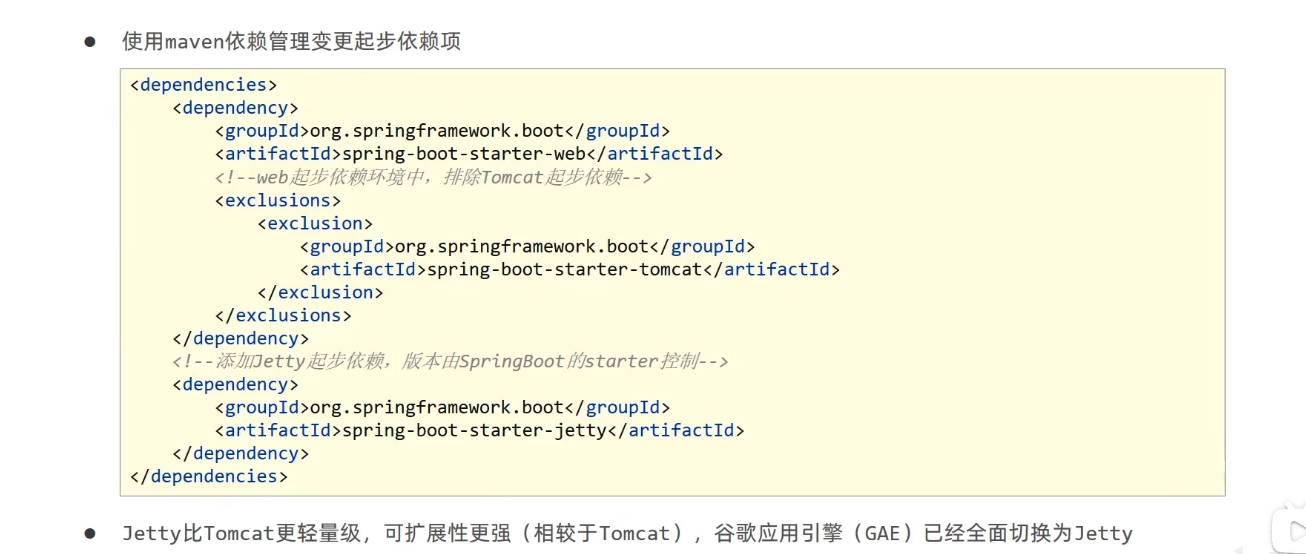 ● 使用maven依赖管理变更起步依赖项
<dependencies>
    <dependency>
        <groupId>org.springframework.boot</groupId>
        <artifactId>spring-boot-starter-web</artifactId>
        <!--web起步依赖环境中，排除Tomcat起步依赖-->
        <exclusions>
            <exclusion>
                <groupId>org.springframework.boot</groupId>
                <artifactId>spring-boot-starter-tomcat</artifactId>
            </exclusion>
        </exclusions>
    </dependency>
    <!--添加Jetty起步依赖，版本由SpringBoot的starter控制-->
    <dependency>
        <groupId>org.springframework.boot</groupId>
        <artifactId>spring-boot-starter-jetty</artifactId>
    </dependency>
</dependencies>
● Jetty比Tomcat更轻量级，可扩展性更强（相较于Tomcat），谷歌应用引擎（GAE）已经全面切换为Jetty